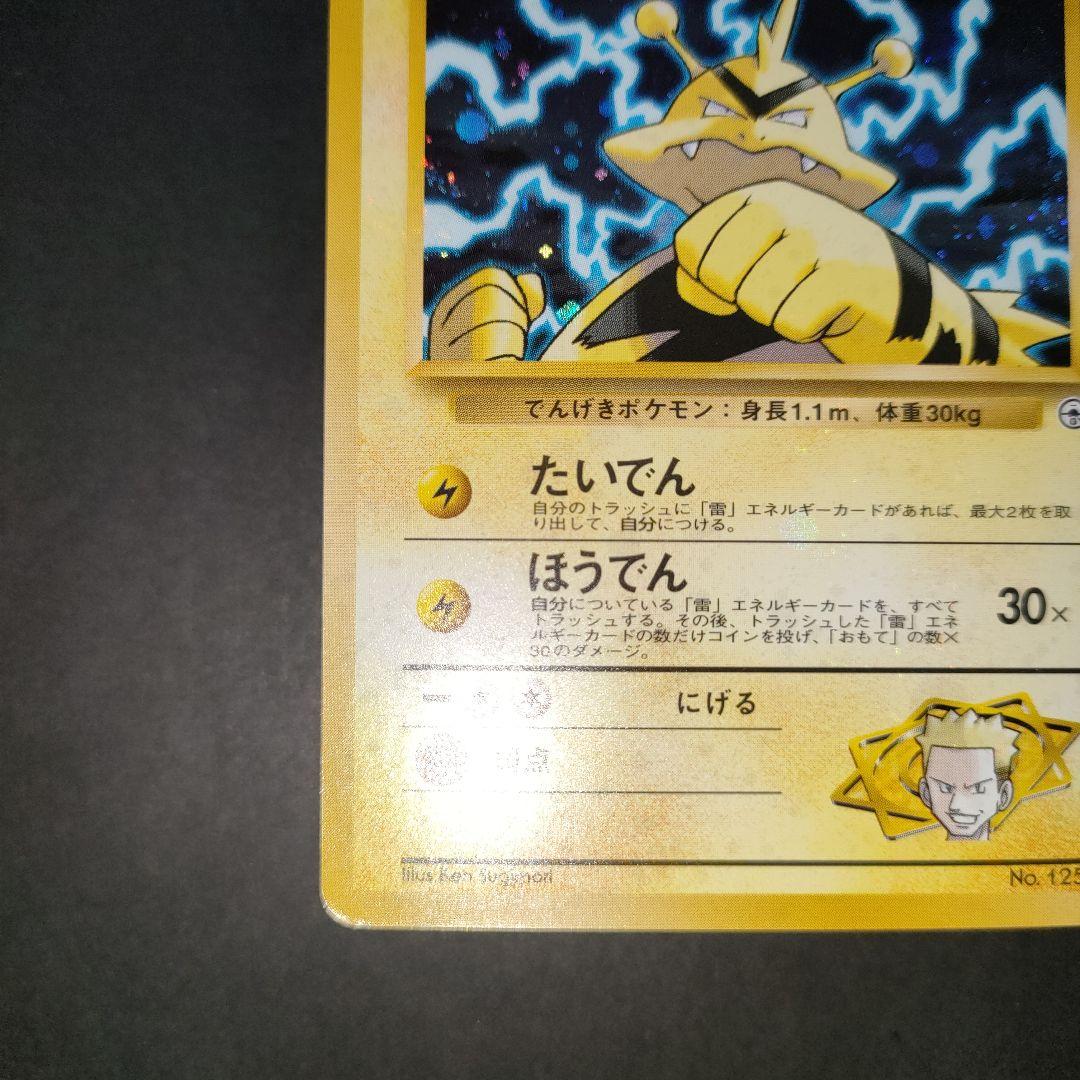 てんげきポケモン：身長1.1m、体重30kg
たいでん
自分のトラッシュに「雷」エネルギーカードがあれば、最大2枚を取
り出して、自分につける。
ほうでん
自分についている「雷」エネルギーカードを、すべて
トラッシュする。その後、トラッシュした「雷」エネ
ルギーカードの数だけコインを投げ、「おもて」の数×
30のダメージ。
30×
にげる
点
Illus Ken Sugimori
No. 125